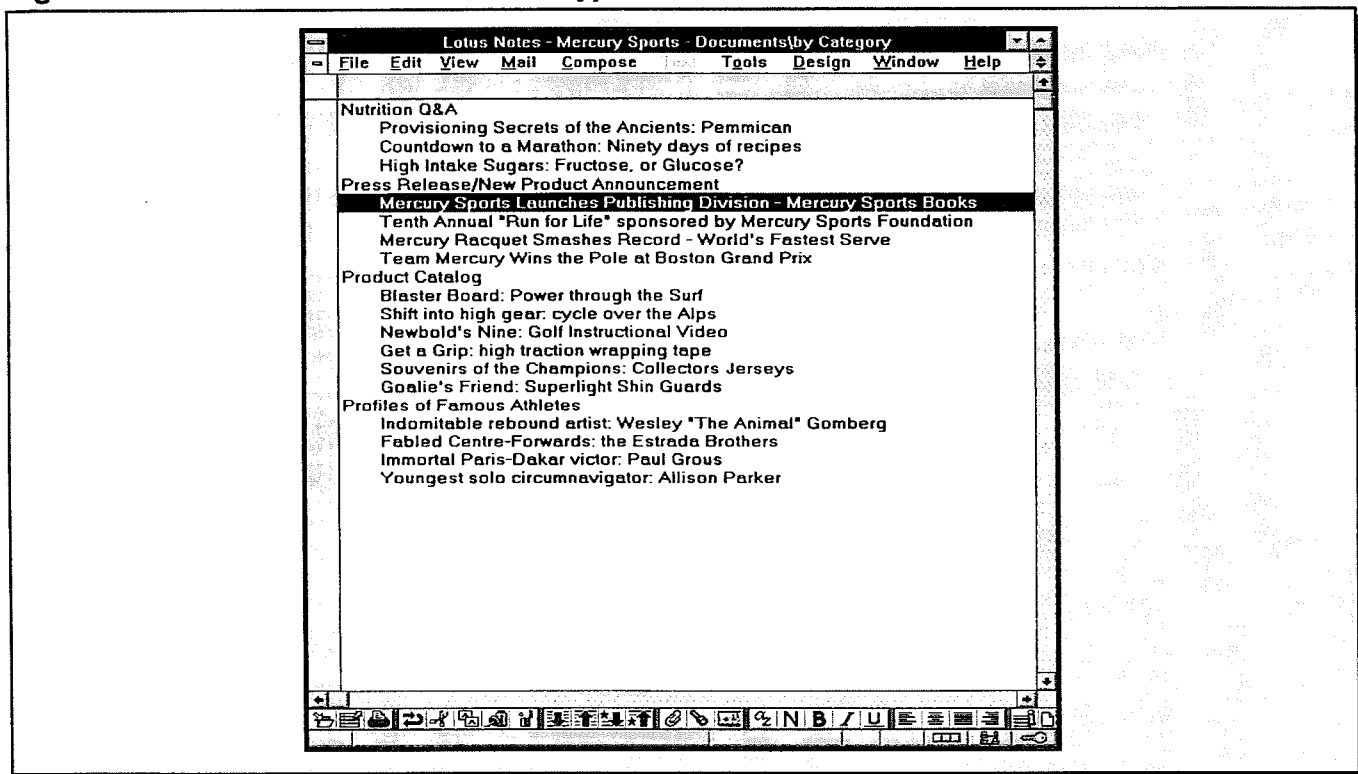 Lotus Notes - Mercury Sports - Documents\by Category
File Edit View Mail Compose Text Tools Design Window Help
Nutrition Q&A
Provisioning Secrets of the Ancients: Pemmican
Countdown to a Marathon: Ninety days of recipes
High Intake Sugars: Fructose, or Glucose?
Press Release/New Product Announcement
Mercury Sports Launches Publishing Division - Mercury Sports Books
Tenth Annual "Run for Life" sponsored by Mercury Sports Foundation
Mercury Racquet Smashes Record - World's Fastest Serve
Team Mercury Wins the Pole at Boston Grand Prix
Product Catalog
Blaster Board: Power through the Surf
Shift into high gear: cycle over the Alps
Newbold's Nine: Golf Instructional Video
Get a Grip: high traction wrapping tape
Souvenirs of the Champions: Collectors Jerseys
Goalie's Friend: Superlight Shin Guards
Profiles of Famous Athletes
Indomitable rebound artist: Wesley "The Animal" Gomberg
Fabled Centre-Forwards: the Estrada Brothers
Immortal Paris-Dakar victor: Paul Grous
Youngest solo circumnavigator: Allison Parker
N B I U